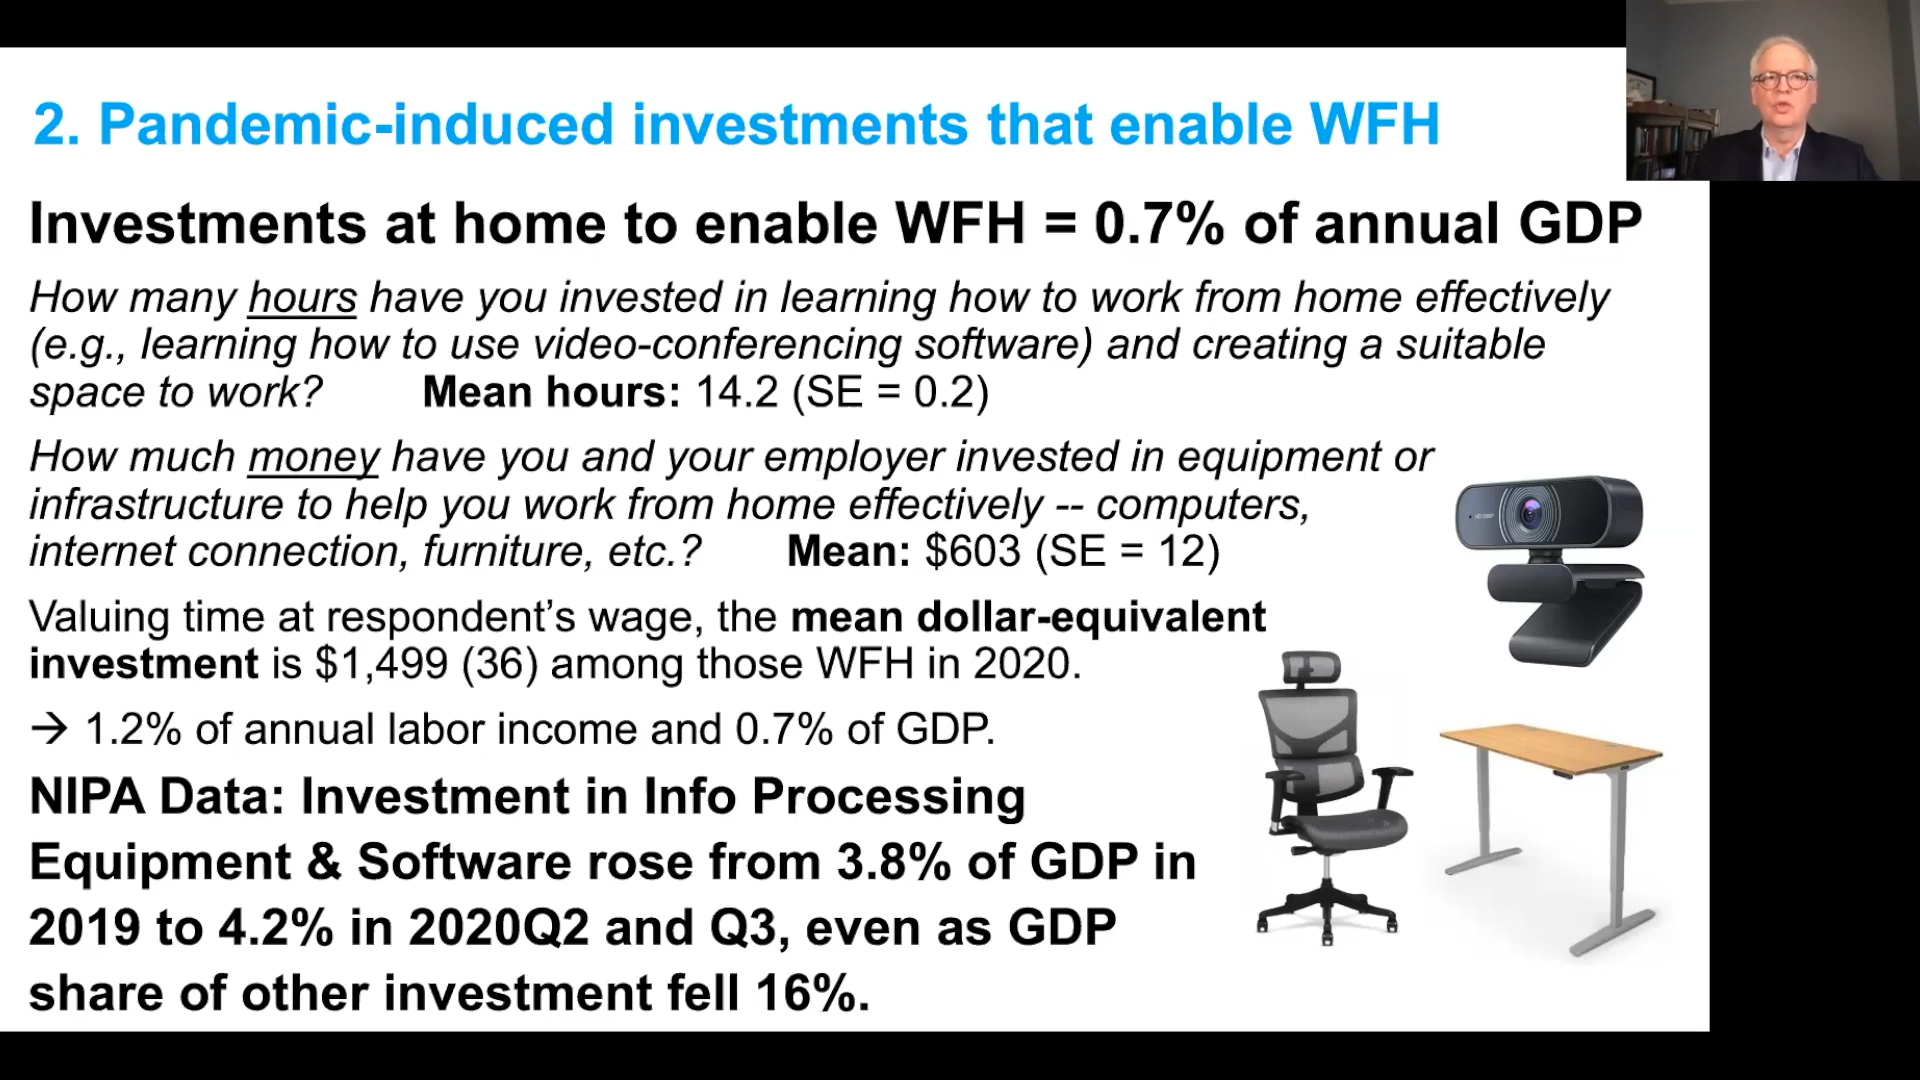 2. Pandemic-induced investments that enable WFH
Investments at home to enable WFH = 0.7% of annual GDP
How many hours have you invested in learning how to work from home effectively
(e.g., learning how to use video-conferencing software) and creating a suitable
space to work? Mean hours: 14.2 (SE = 0.2)
How much money have you and your employer invested in equipment or
infrastructure to help you work from home effectively -- computers,
internet connection, furniture, etc.? Mean: $603 (SE = 12)
Valuing time at respondent’s wage, the mean dollar-equivalent
investment is $1,499 (36) among those WFH in 2020.
→ 1.2% of annual labor income and 0.7% of GDP.
NIPA Data: Investment in Info Processing
Equipment & Software rose from 3.8% of GDP in
2019 to 4.2% in 2020Q2 and Q3, even as GDP
share of other investment fell 16%.